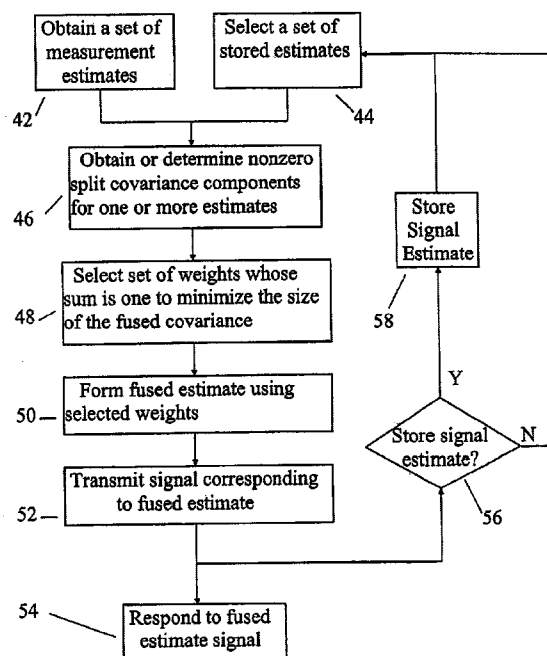 Obtain a set of
measurement
estimates
42
Select a set of
stored estimates
44
Obtain or determine nonzero
split covariance components
for one or more estimates
46
Select set of weights whose
sum is one to minimize the size
of the fused covariance
48
Form fused estimate using
selected weights
50
Transmit signal corresponding
to fused estimate
52
Respond to fused
estimate signal
54
Store
Signal
Estimate
58
Y
N
Store signal
estimate?
56